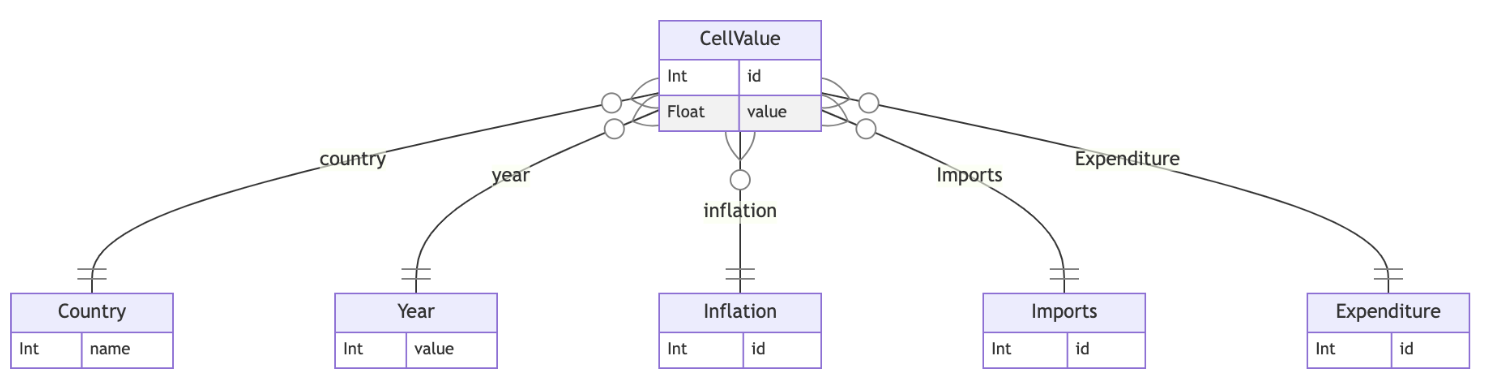 CellValue
Int id
Float value
country
Expenditure
year
Imports
inflation
Country
Int name
Year
Int value
Inflation
Int id
Imports
Int id
Expenditure
Int id